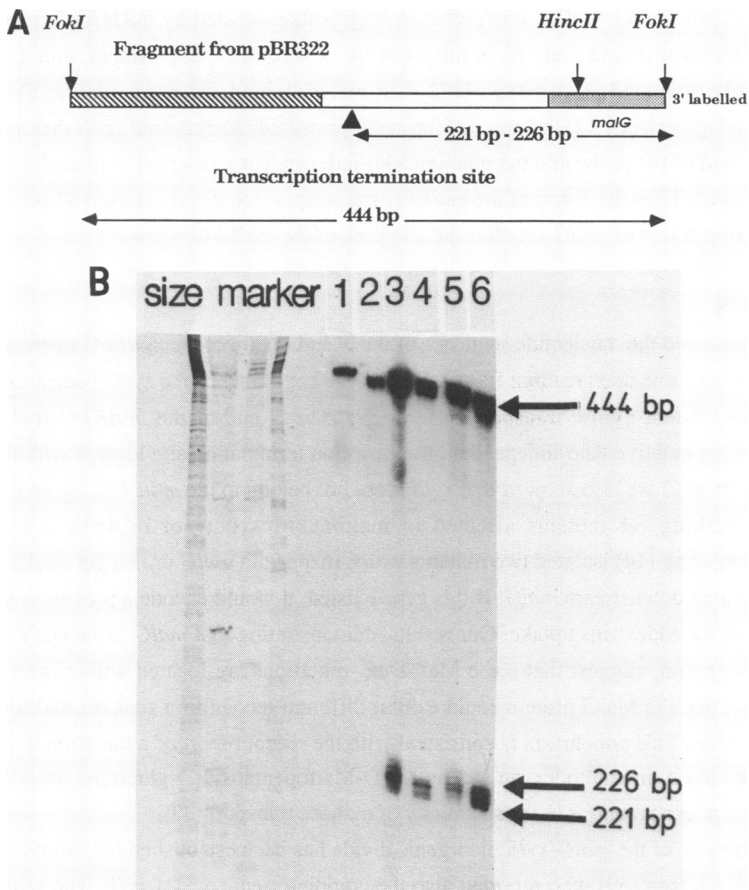 A
FokI HincII FokI
Fragment from pBR322
3' labelled
221 bp - 226 bp malG
Transcription termination site
444 bp
B
size marker 1 2 3 4 5 6
444 bp
226 bp
221 bp